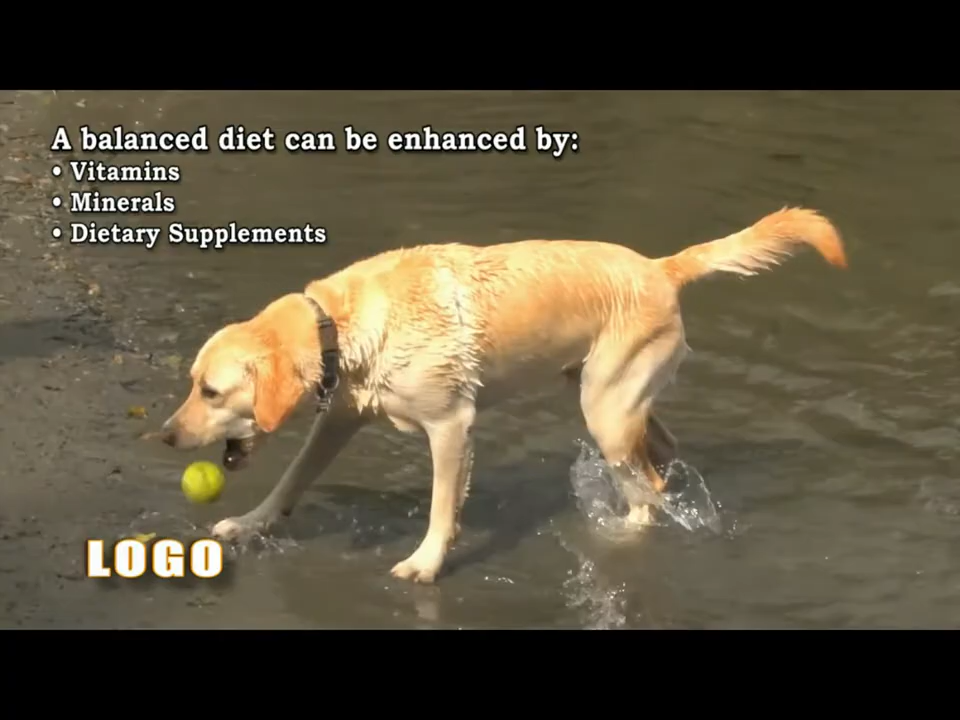 A balanced diet can be enhanced by:
• Vitamins
• Minerals
• Dietary Supplements
LOGO